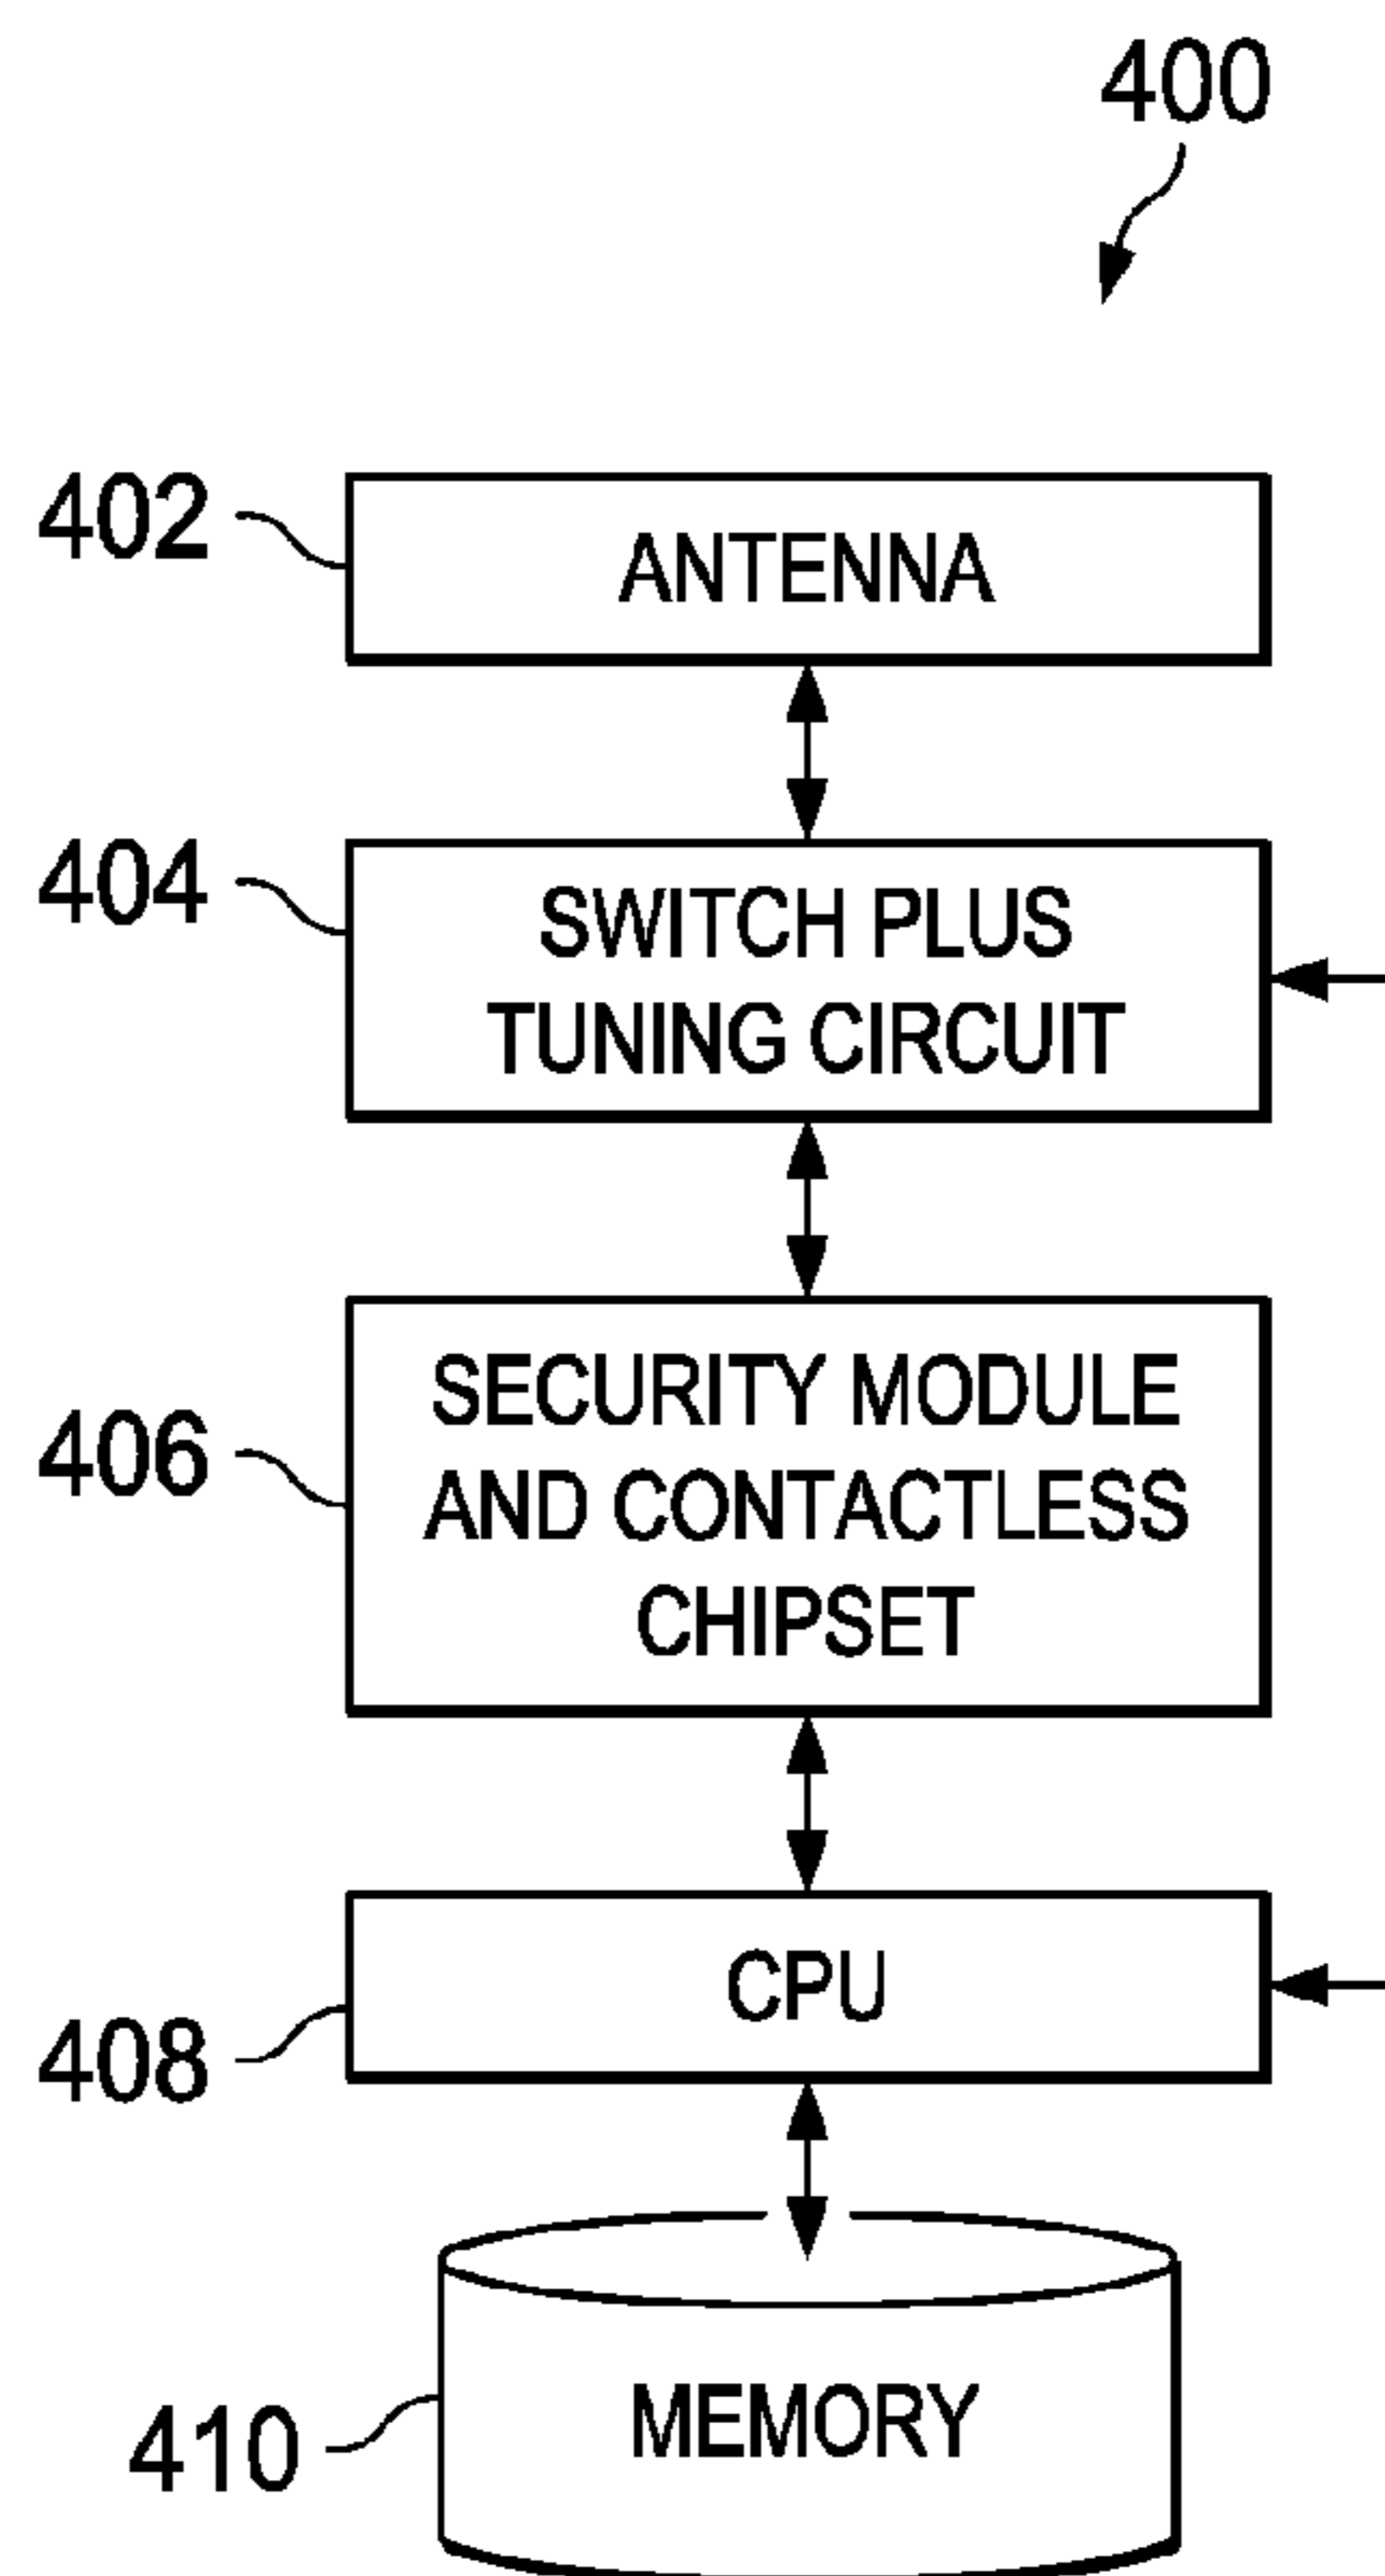 400
402
ANTENNA
404
SWITCH PLUS
TUNING CIRCUIT
406
SECURITY MODULE
AND CONTACTLESS
CHIPSET
408
CPU
410
MEMORY